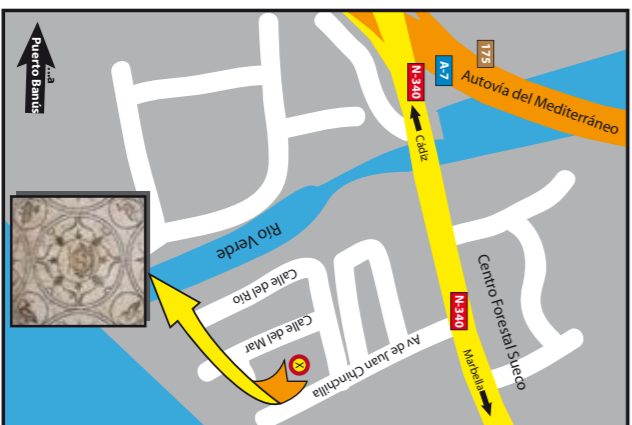 ...a
Puerto Banús
175
A-7
Autovía del Mediterráneo
N-340
Cádiz
Río Verde
Calle del Río
Calle del Mar
Av de Juan Chinchilla
X
N-340
Centro Forestal Sueco
Marbella